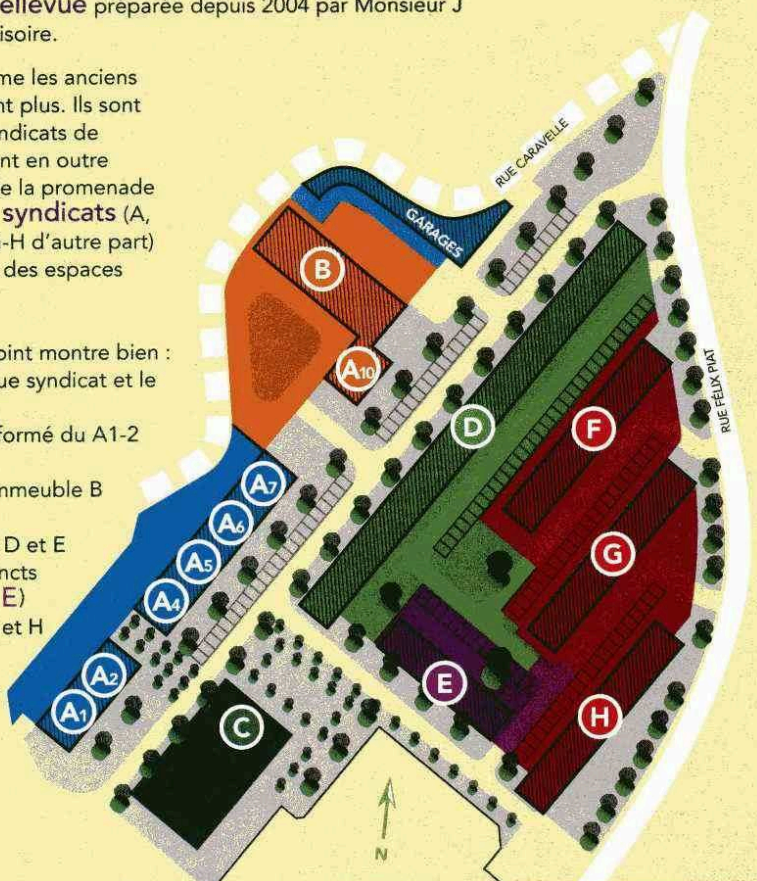 ellevue préparée depuis 2004 par Monsieur J
isoire.
me les anciens
nt plus. Ils sont
ndicats de
nt en outre
e la promenade
syndicats (A,
-H d'autre part)
des espaces
oint montre bien :
ue syndicat et le
formé du A1-2
nmeuble B
D et E
ncts
E)
et H
RUE CARAVELLE
GARAGES
B
A10
D
F
RUE FÉLIX PIAT
A7
A6
A5
A4
G
A2
A1
E
C
H
N